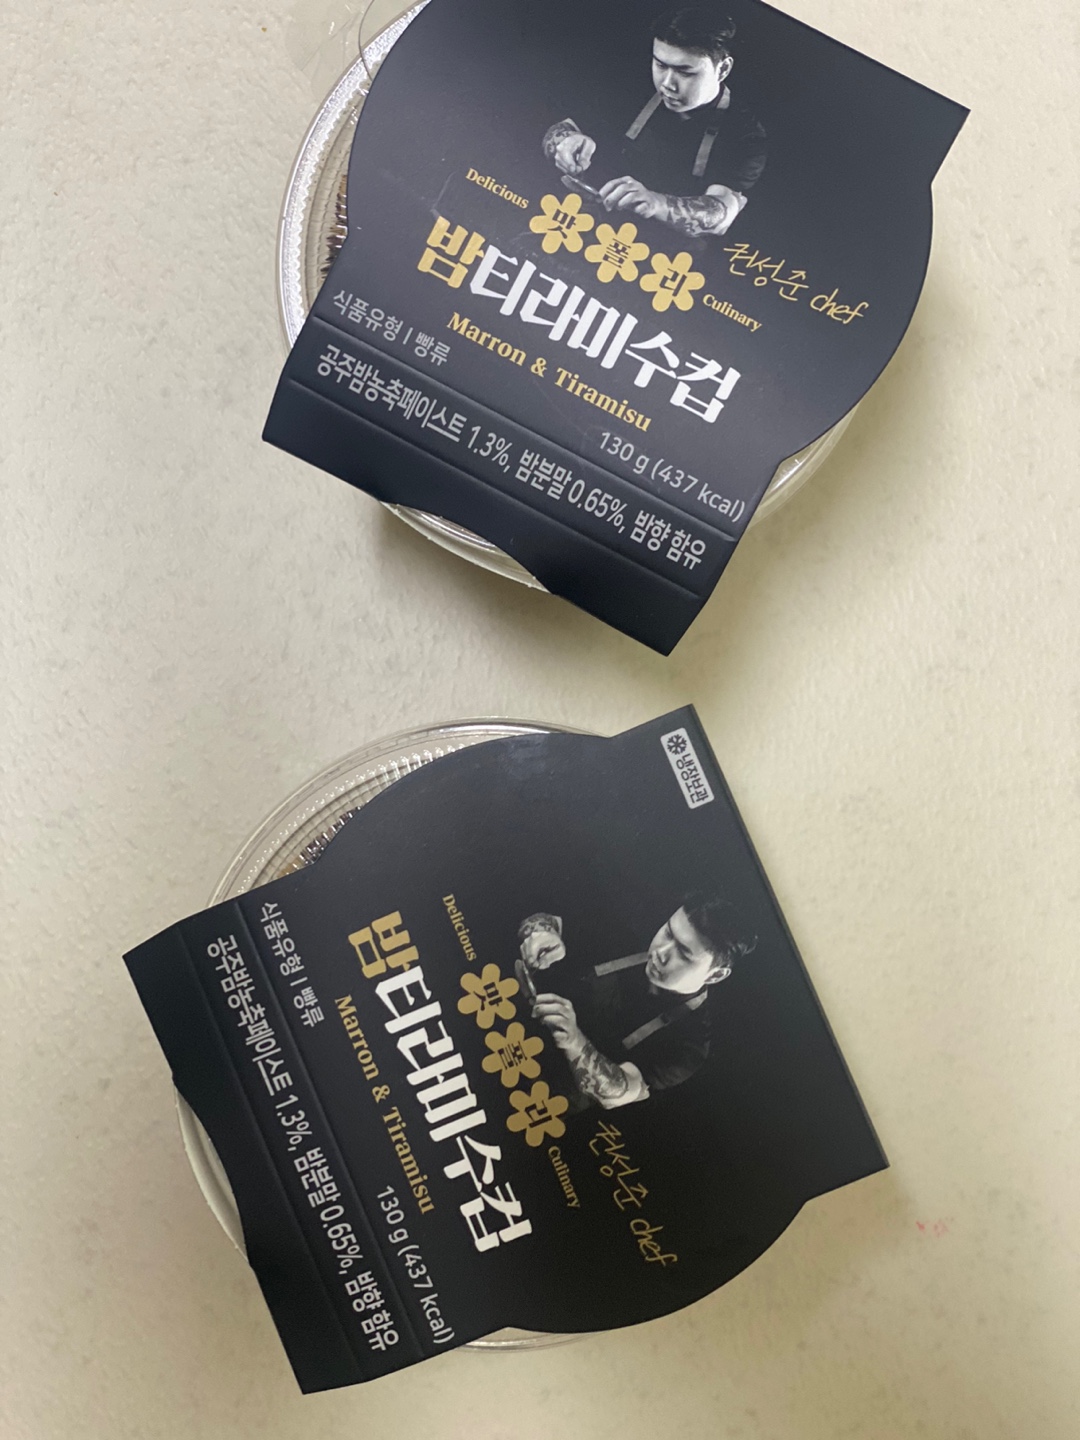 Delicious
맛폴리
Culinary
권성준 chef
밤티라미수컵
Marron & Tiramisu
식품유형 | 빵류
130 g (437 kcal)
공주밤농축페이스트 1.3%, 밤분말 0.65%, 밤향 함유
냉장보관
Delicious
맛폴리
Culinary
권성준 chef
밤티라미수컵
Marron & Tiramisu
식품유형 | 빵류
130 g (437 kcal)
공주밤농축페이스트 1.3%, 밤분말 0.65%, 밤향 함유